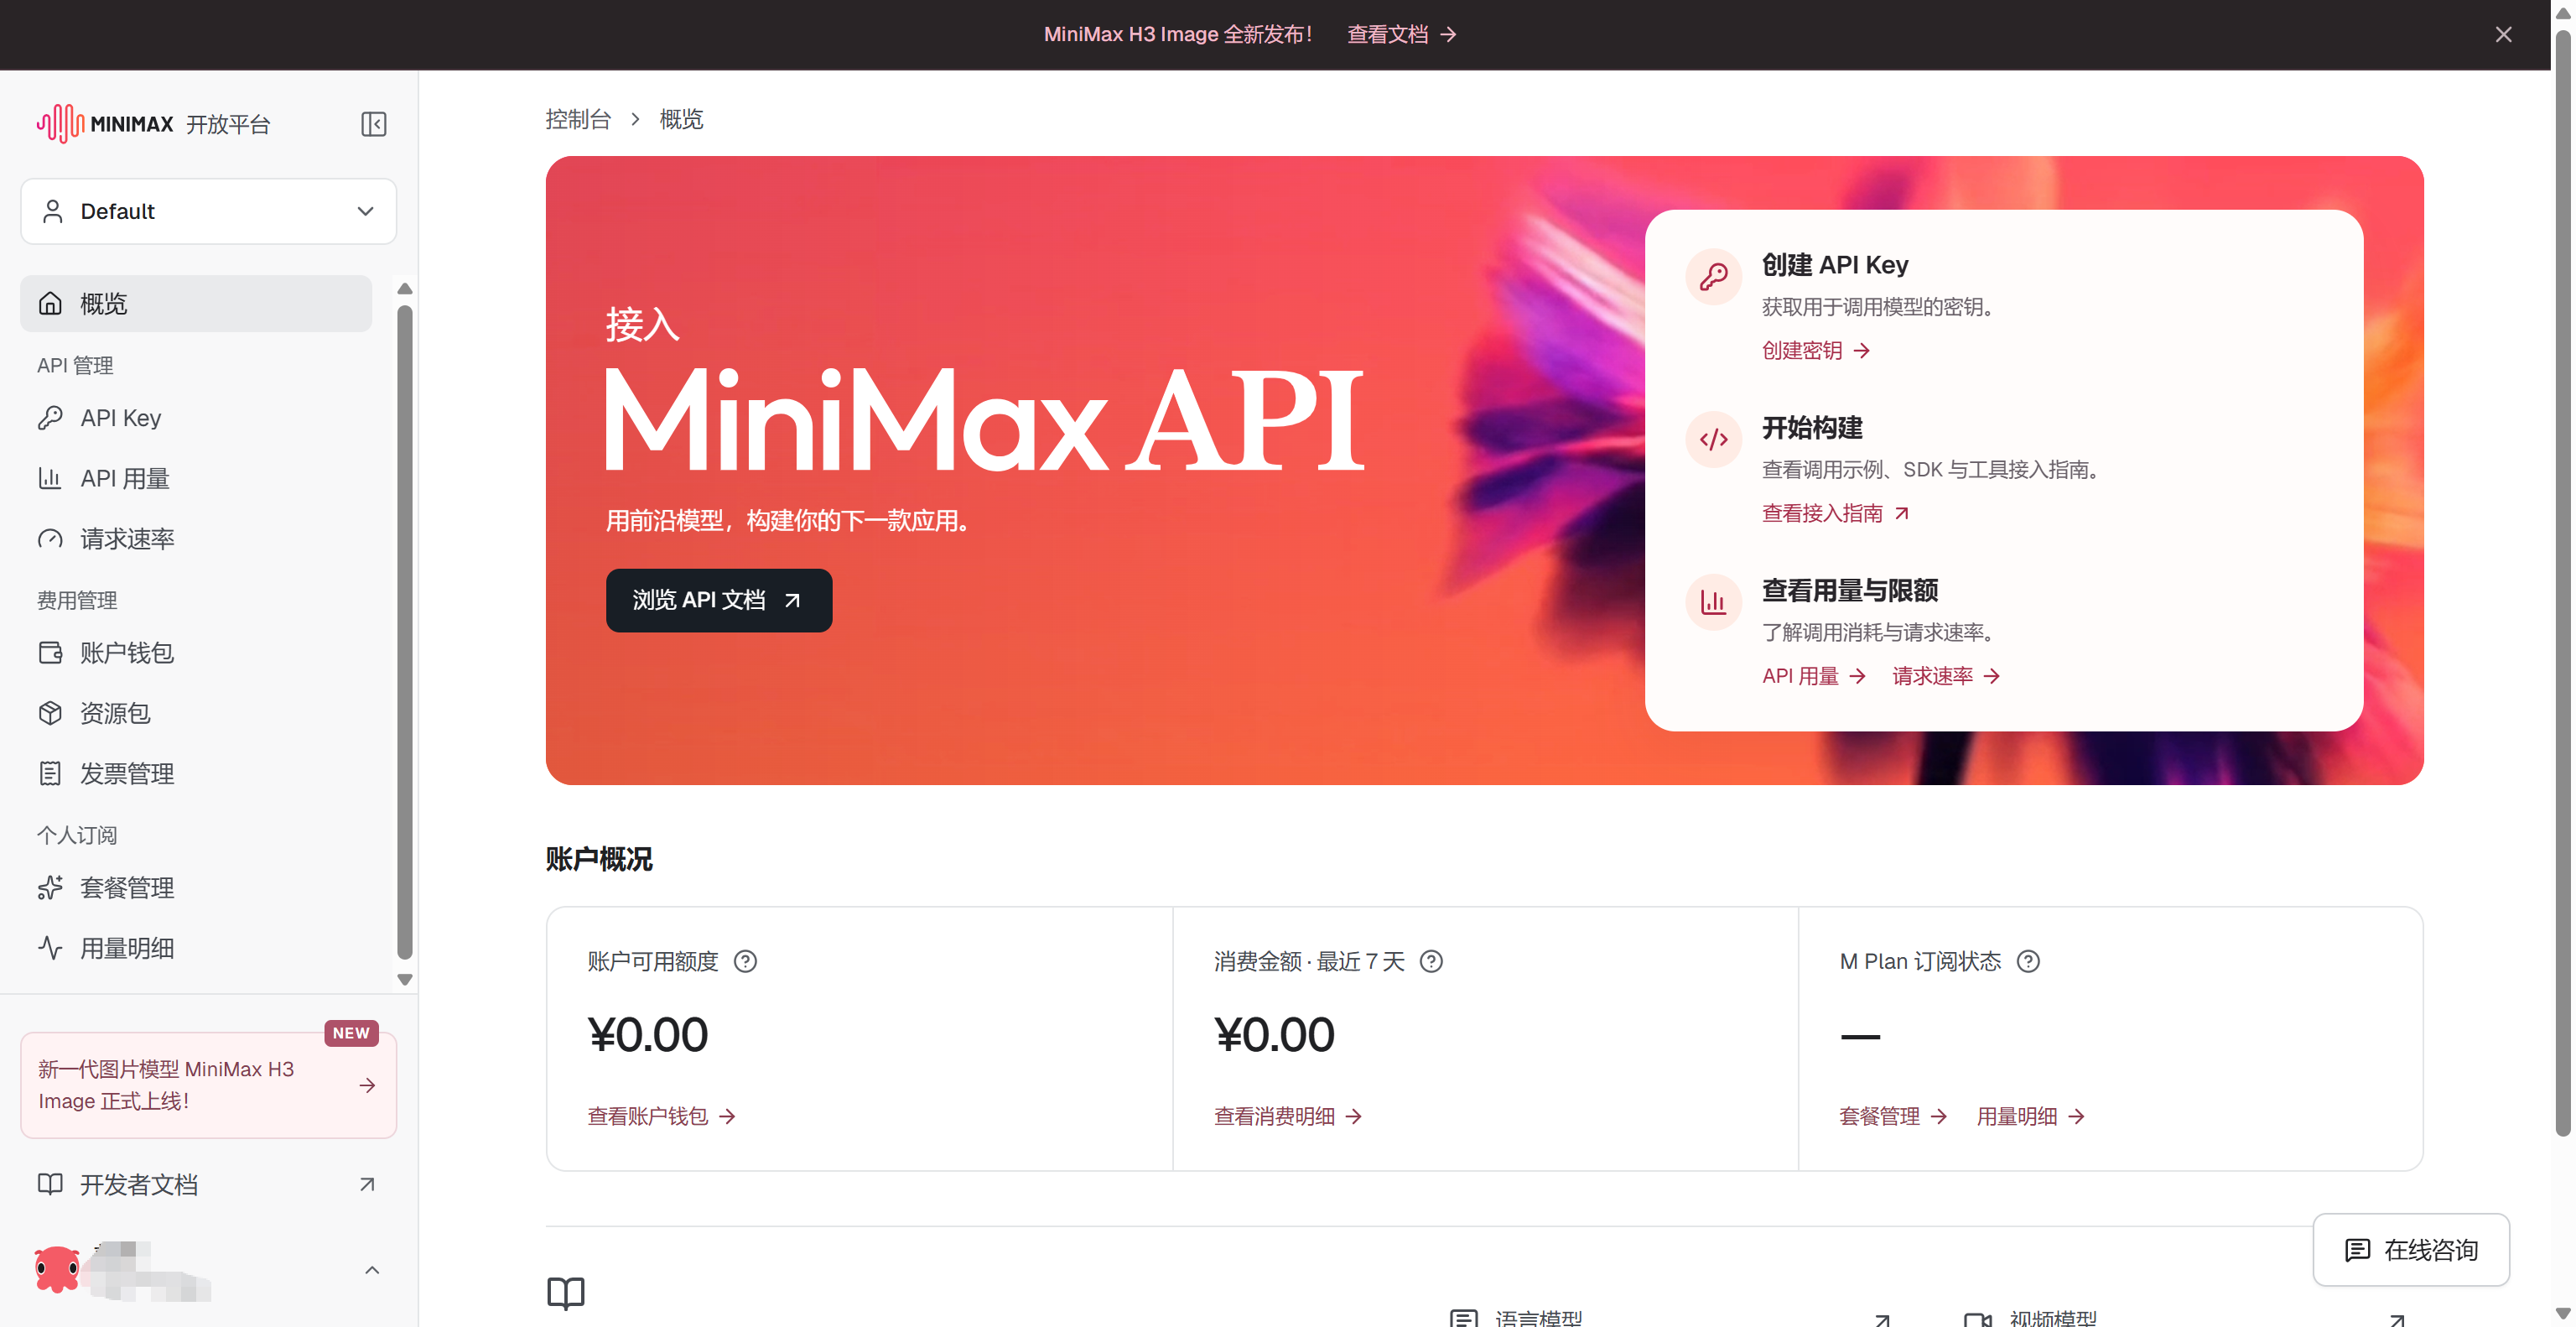 MiniMax H3 Image 全新发布！ 查看文档
MINIMAX 开放平台
Default
概览
API 管理
API Key
API 用量
请求速率
费用管理
账户钱包
资源包
发票管理
个人订阅
套餐管理
用量明细
NEW
新一代图片模型 MiniMax H3
Image 正式上线！
开发者文档
控制台 > 概览
接入
MiniMax API
用前沿模型，构建你的下一款应用。
浏览 API 文档
创建 API Key
获取用于调用模型的密钥。
创建密钥
开始构建
查看调用示例、SDK 与工具接入指南。
查看接入指南
查看用量与限额
了解调用消耗与请求速率。
API 用量 请求速率
账户概况
账户可用额度
¥0.00
查看账户钱包
消费金额 · 最近 7 天
¥0.00
查看消费明细
M Plan 订阅状态
—
套餐管理 用量明细
在线咨询
语言模型
视频模型